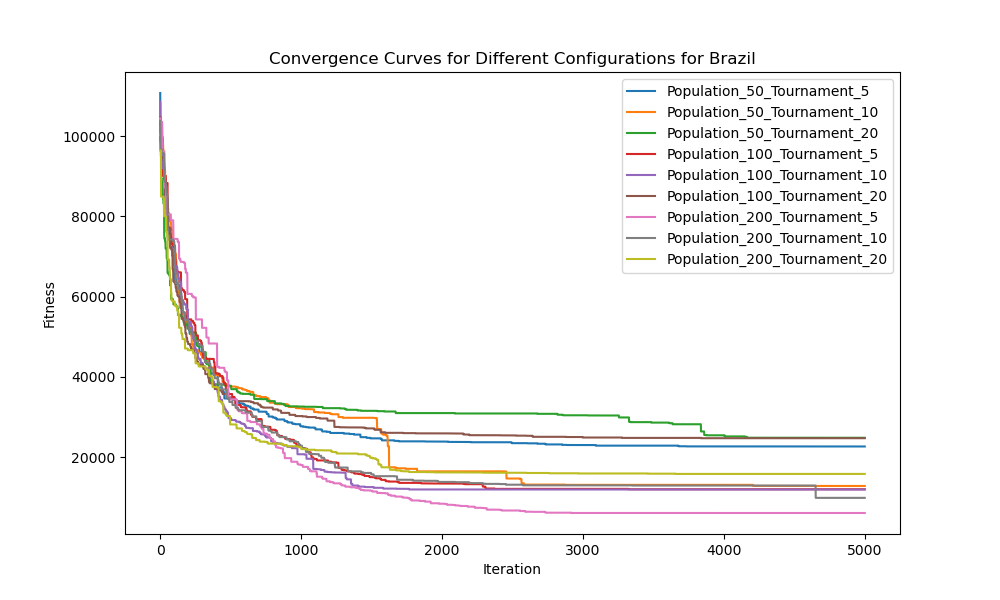 Convergence Curves for Different Configurations for Brazil
Population_50_Tournament_5
Population_50_Tournament_10
Population_50_Tournament_20
Population_100_Tournament_5
Population_100_Tournament_10
Population_100_Tournament_20
Population_200_Tournament_5
Population_200_Tournament_10
Population_200_Tournament_20
Fitness
100000
80000
60000
40000
20000
0 1000 2000 3000 4000 5000
Iteration